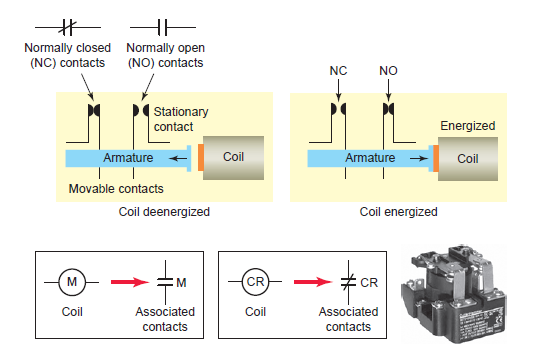 Normally closed
(NC) contacts
Normally open
(NO) contacts
Stationary
contact
Armature
Coil
Movable contacts
Coil deenergized
NC
NO
Energized
Armature
Coil
Coil energized
M
M
Coil
Associated
contacts
CR
CR
Coil
Associated
contacts